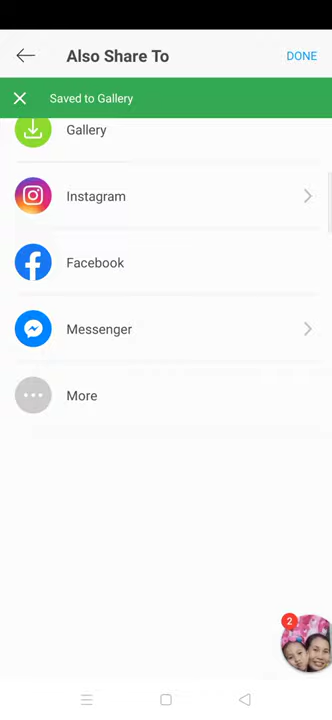 Also Share To
DONE
Saved to Gallery
Gallery
Instagram
Facebook
Messenger
More
2